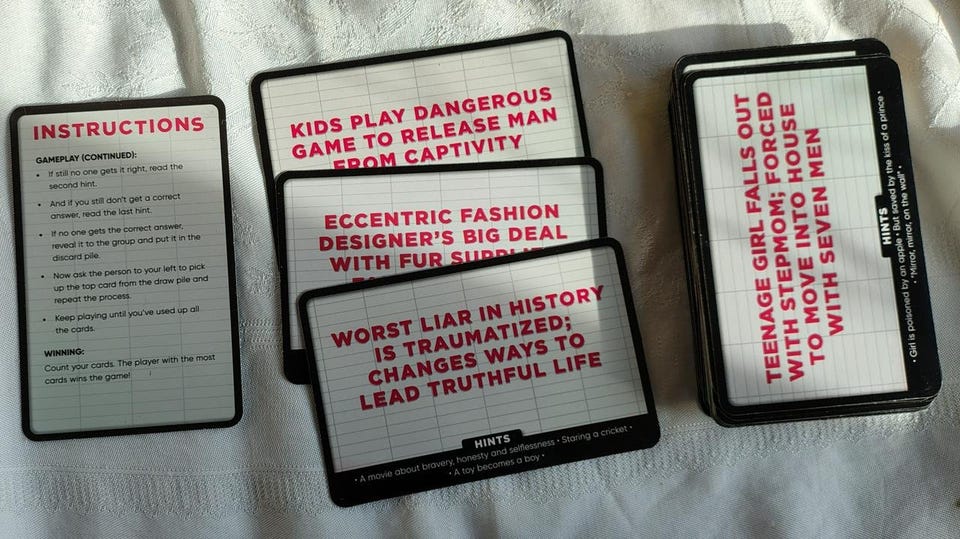 INSTRUCTIONS
GAMEPLAY (CONTINUED):
• If still no one gets it right, read the
second hint.
• And if you still don't get a correct
answer, read the last hint.
• If no one gets the correct answer,
reveal it to the group and put it in the
discard pile.
• Now ask the person to your left to pick
up the top card from the draw pile and
repeat the process.
• Keep playing until you've used up all
the cards.
WINNING:
Count your cards. The player with the most
cards wins the game!
KIDS PLAY DANGEROUS
GAME TO RELEASE MAN
FROM CAPTIVITY
ECCENTRIC FASHION
DESIGNER'S BIG DEAL
WITH FUR
WORST LIAR IN HISTORY
IS TRAUMATIZED;
CHANGES WAYS TO
LEAD TRUTHFUL LIFE
HINTS
• A movie about bravery, honesty and selflessness • Staring a cricket •
• A toy becomes a boy •
TEENAGE GIRL FALLS OUT
WITH STEPMOM; FORCED
TO MOVE INTO HOUSE
WITH SEVEN MEN
HINTS
• Girl is poisoned by an apple • But saved by the kiss of a prince •
• "Mirror, mirror, on the wall" •